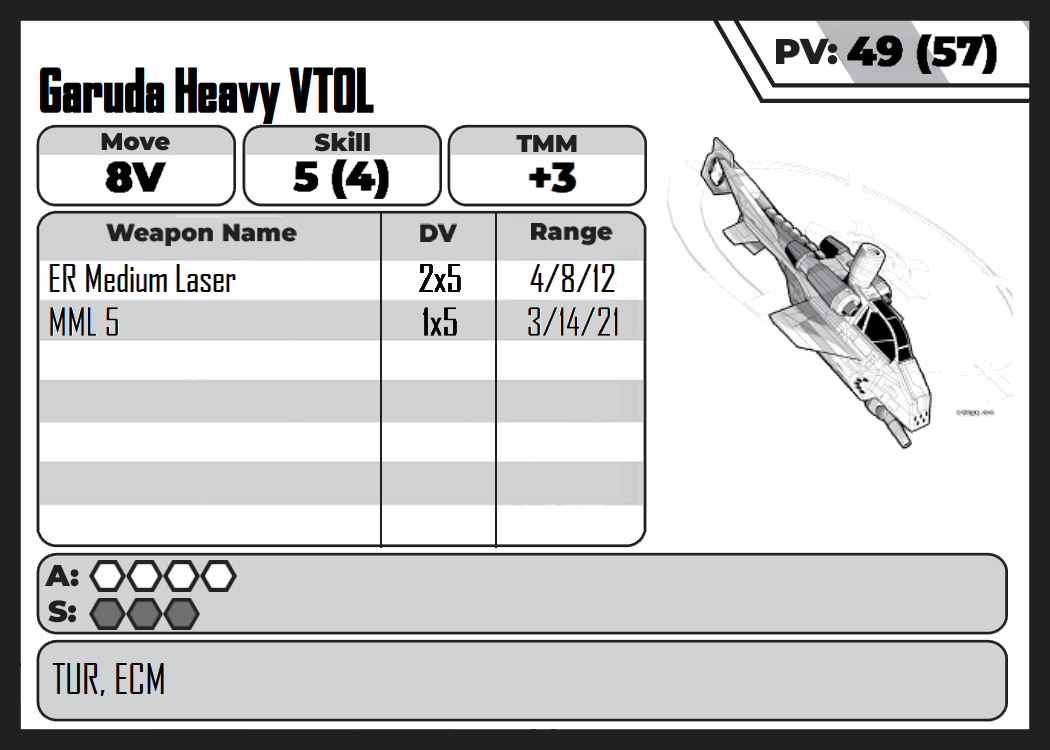 PV: 49 (57)
Garuda Heavy VTOL
Move
8V
Skill
5 (4)
TMM
+3
Weapon Name DV Range
ER Medium Laser 2x5 4/8/12
MML 5 1x5 3/14/21
A:
S:
TUR, ECM